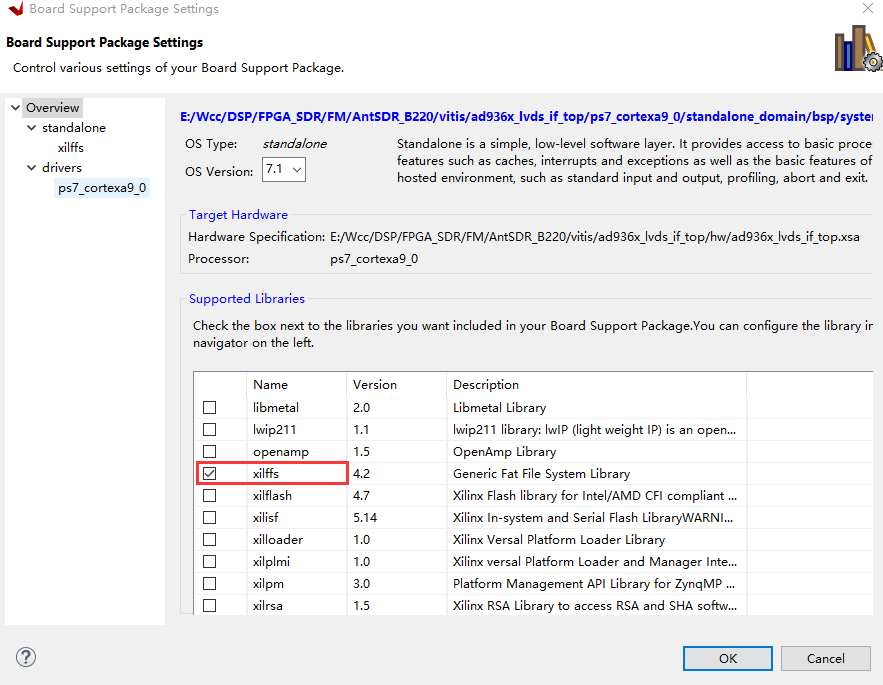 Board Support Package Settings
Board Support Package Settings
Control various settings of your Board Support Package.
Overview
standalone
xilffs
drivers
ps7_cortexa9_0
E:/Wcc/DSP/FPGA_SDR/FM/AntSDR_B220/vitis/ad936x_lvds_if_top/ps7_cortexa9_0/standalone_domain/bsp/syste
OS Type: standalone
OS Version: 7.1
Standalone is a simple, low-level software layer. It provides access to basic proce
features such as caches, interrupts and exceptions as well as the basic features of
hosted environment, such as standard input and output, profiling, abort and exit.
Target Hardware
Hardware Specification: E:/Wcc/DSP/FPGA_SDR/FM/AntSDR_B220/vitis/ad936x_lvds_if_top/hw/ad936x_lvds_if_top.xsa
Processor: ps7_cortexa9_0
Supported Libraries
Check the box next to the libraries you want included in your Board Support Package.You can configure the library in
navigator on the left.
Name Version Description
libmetal 2.0 Libmetal Library
lwip211 1.1 lwip211 library: lwIP (light weight IP) is an open...
openamp 1.5 OpenAmp Library
xilffs 4.2 Generic Fat File System Library
xilflash 4.7 Xilinx Flash library for Intel/AMD CFI compliant ...
xilisf 5.14 Xilinx In-system and Serial Flash LibraryWARNI...
xilloader 1.0 Xilinx Versal Platform Loader Library
xilplmi 1.0 Xilinx versal Platform Loader and Manager Inte...
xilpm 3.0 Platform Management API Library for ZynqMP ...
xilrsa 1.5 Xilinx RSA Library to access RSA and SHA softw...
OK Cancel